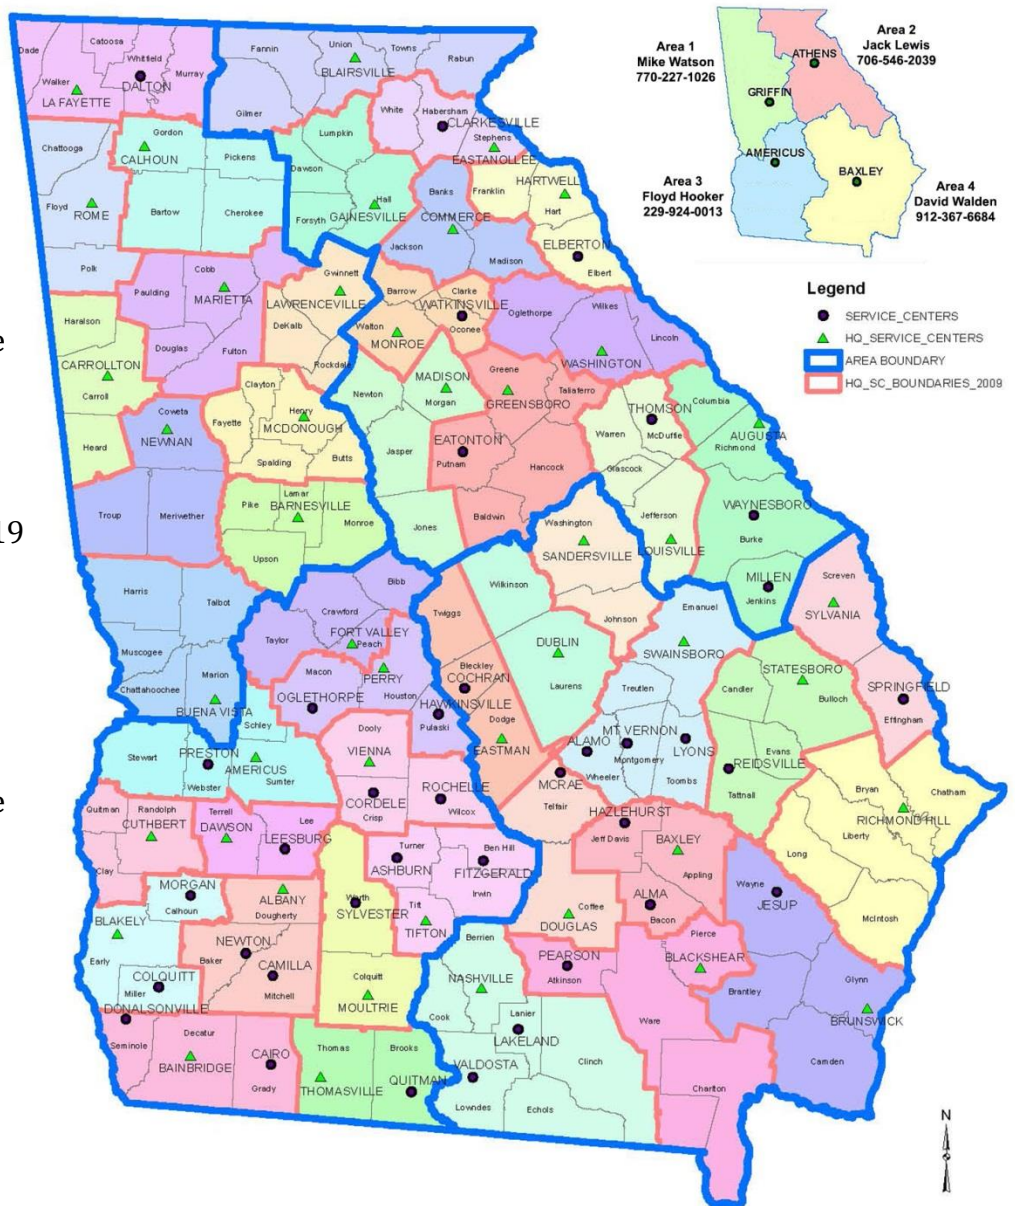 Area 1
Mike Watson
770-227-1026
Area 2
Jack Lewis
706-546-2039
ATHENS
GRIFFIN
AMERICUS
BAXLEY
Area 3
Floyd Hooker
229-924-0013
Area 4
David Walden
912-367-6684
Legend
SERVICE_CENTERS
HQ_SERVICE_CENTERS
AREA BOUNDARY
HQ_SC_BOUNDARIES_2009
N
e
19
e
Dade
Catoosa
Whitfield
Murray
DALTON
Walker
LA FAYETTE
Fannin
Union
Towns
Rabun
BLAIRSVILLE
Gilmer
White
Habersham
CLARKESVILLE
Stephens
EASTANOLLEE
Chattooga
Gordon
CALHOUN
Pickens
Lumpkin
Dawson
Hall
GAINESVILLE
Forsyth
Banks
COMMERCE
Franklin
HARTWELL
Hart
Floyd
ROME
Bartow
Cherokee
Jackson
Madison
ELBERTON
Elbert
Polk
Paulding
Cobb
MARIETTA
Gwinnett
LAWRENCEVILLE
Barrow
Clarke
WATKINSVILLE
Oconee
Oglethorpe
Wilkes
Lincoln
WASHINGTON
Haralson
Douglas
Fulton
DeKalb
Rockdale
Walton
MONROE
CARROLLTON
Carroll
Heard
Coweta
NEWNAN
Clayton
Fayette
Henry
MCDONOUGH
Spalding
Butts
Newton
MADISON
Morgan
Greene
GREENSBORO
Taliaferro
THOMSON
McDuffie
Warren
Columbia
AUGUSTA
Richmond
Jasper
EATONTON
Putnam
Hancock
Glascock
Troup
Meriwether
Pike
Lamar
BARNESVILLE
Monroe
Upson
Jones
Baldwin
Washington
SANDERSVILLE
Jefferson
LOUISVILLE
WAYNESBORO
Burke
MILLEN
Jenkins
Screven
SYLVANIA
Harris
Talbot
Muscogee
Chattahoochee
Marion
BUENA VISTA
Taylor
Crawford
Bibb
FORT VALLEY
Peach
Twiggs
Wilkinson
Johnson
Emanuel
SWAINSBORO
DUBLIN
Laurens
Bleckley
COCHRAN
Macon
OGLETHORPE
PERRY
Houston
HAWKINSVILLE
Pulaski
Dodge
EASTMAN
Treutlen
Candler
STATESBORO
Bulloch
SPRINGFIELD
Effingham
Schley
AMERICUS
Sumter
Stewart
PRESTON
Webster
Dooly
VIENNA
CORDELE
Crisp
ROCHELLE
Wilcox
ALAMO
Wheeler
MT VERNON
Montgomery
LYONS
Toombs
Evans
REIDSVILLE
Tattnall
MCRAE
Telfair
Bryan
Chatham
RICHMOND HILL
Liberty
Long
McIntosh
Quitman
Randolph
CUTHBERT
Clay
Terrell
DAWSON
Lee
LEESBURG
Turner
ASHBURN
Ben Hill
FITZGERALD
Irwin
HAZLEHURST
Jeff Davis
BAXLEY
Appling
Wayne
JESUP
MORGAN
Calhoun
ALBANY
Dougherty
Worth
SYLVESTER
Tift
TIFTON
Coffee
DOUGLAS
ALMA
Bacon
BLAKELY
Early
NEWTON
Baker
CAMILLA
Mitchell
Colquitt
MOULTRIE
Berrien
NASHVILLE
PEARSON
Atkinson
Pierce
BLACKSHEAR
Brantley
Glynn
BRUNSWICK
COLQUITT
Miller
DONALSONVILLE
Seminole
Decatur
BAINBRIDGE
CAIRO
Grady
Thomas
THOMASVILLE
Brooks
QUITMAN
Cook
Lanier
LAKELAND
VALDOSTA
Lowndes
Echols
Clinch
Ware
Charlton
Camden